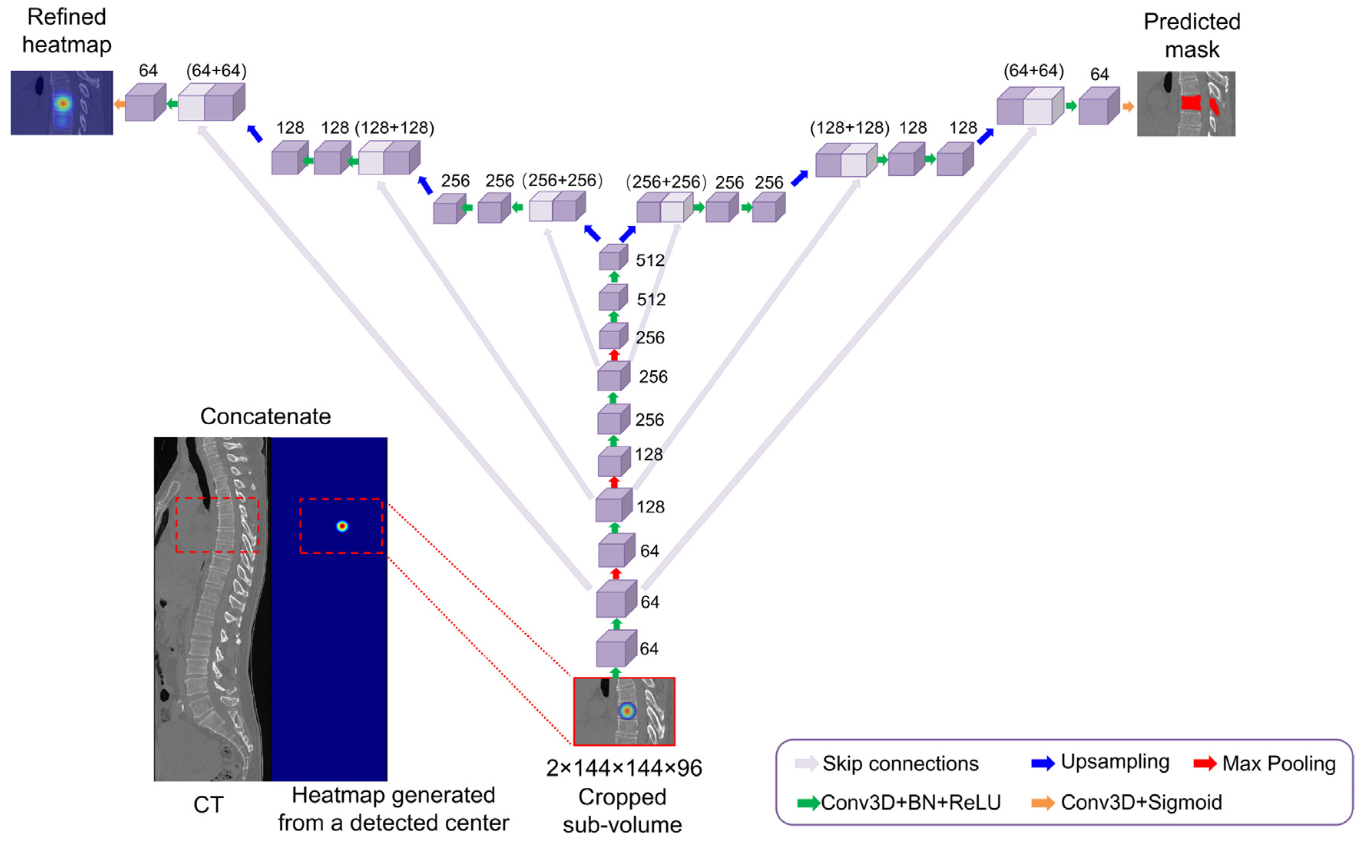 Refined
heatmap
Predicted
mask
64
(64+64)
(64+64)
64
128
128
(128+128)
(128+128)
128
128
256
256
(256+256)
(256+256)
256
256
512
512
256
256
256
128
128
64
64
64
Concatenate
CT
Heatmap generated
from a detected center
2×144×144×96
Cropped
sub-volume
Skip connections
Upsampling
Max Pooling
Conv3D+BN+ReLU
Conv3D+Sigmoid